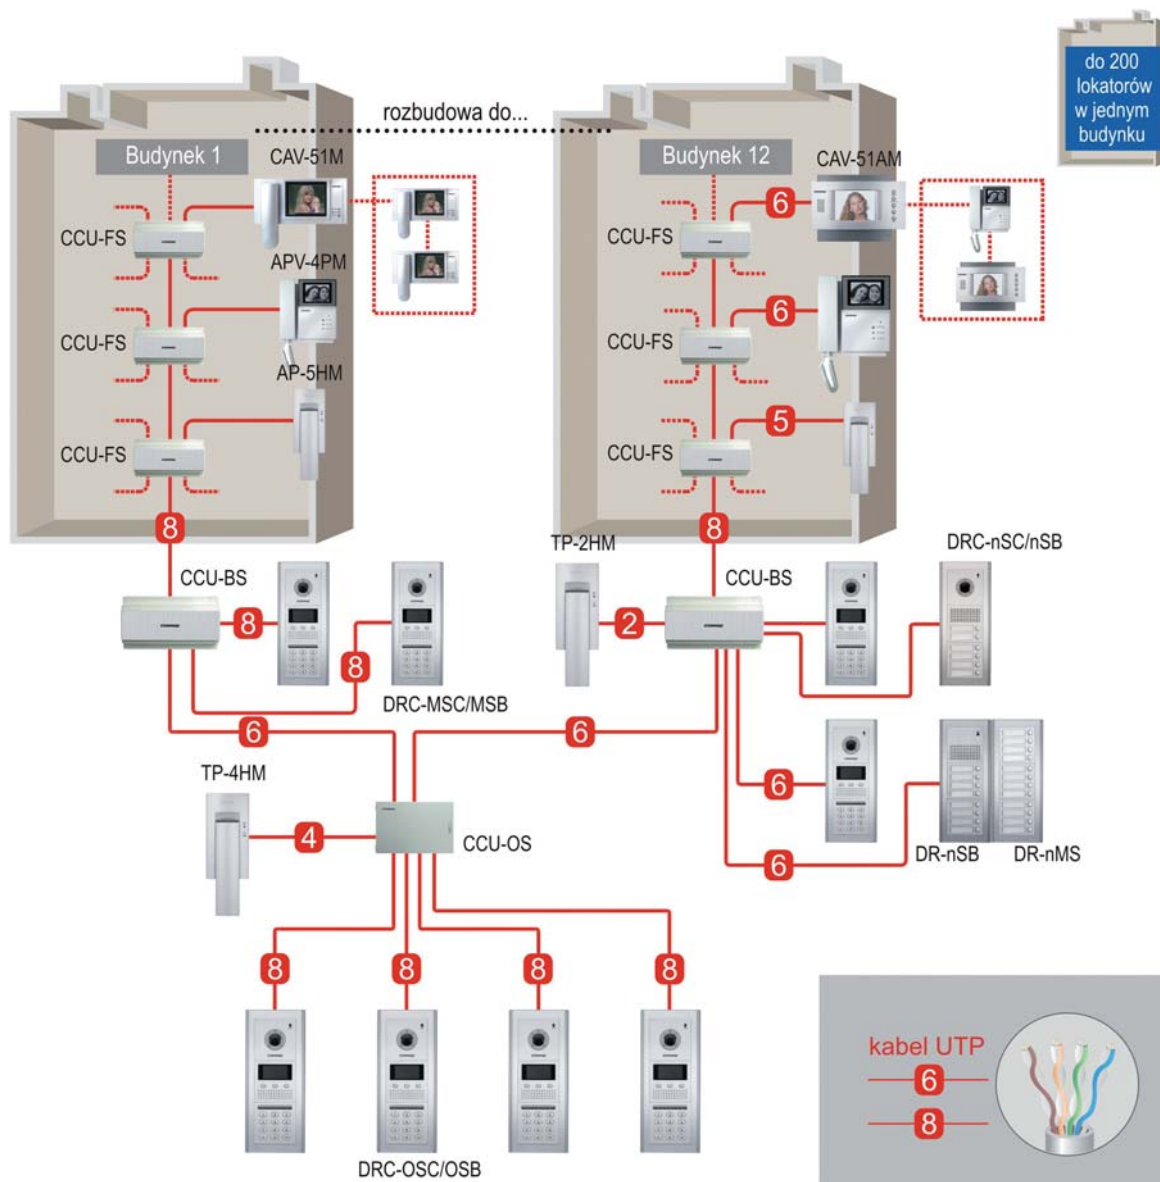 do 200
lokatorów
w jednym
budynku
rozbudowa do...
Budynek 1
CAV-51M
Budynek 12
CAV-51AM
6
CCU-FS
CCU-FS
APV-4PM
6
CCU-FS
CCU-FS
AP-5HM
5
CCU-FS
CCU-FS
8
8
TP-2HM
DRC-nSC/nSB
CCU-BS
CCU-BS
8
2
8
DRC-MSC/MSB
6
6
TP-4HM
6
4
CCU-OS
6
DR-nSB
DR-nMS
8
8
8
8
kabel UTP
6
8
DRC-OSC/OSB